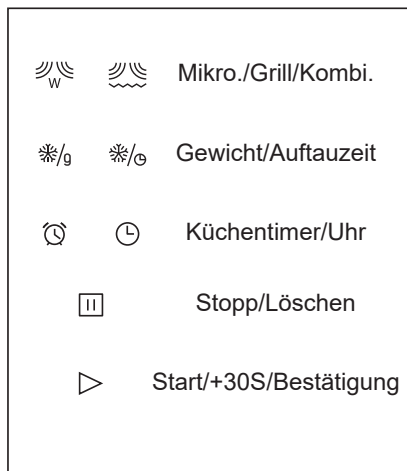 W Mikro./Grill/Kombi.
/g / Gewicht/Auftauzeit
Küchentimer/Uhr
Stopp/Löschen
Start/+30S/Bestätigung